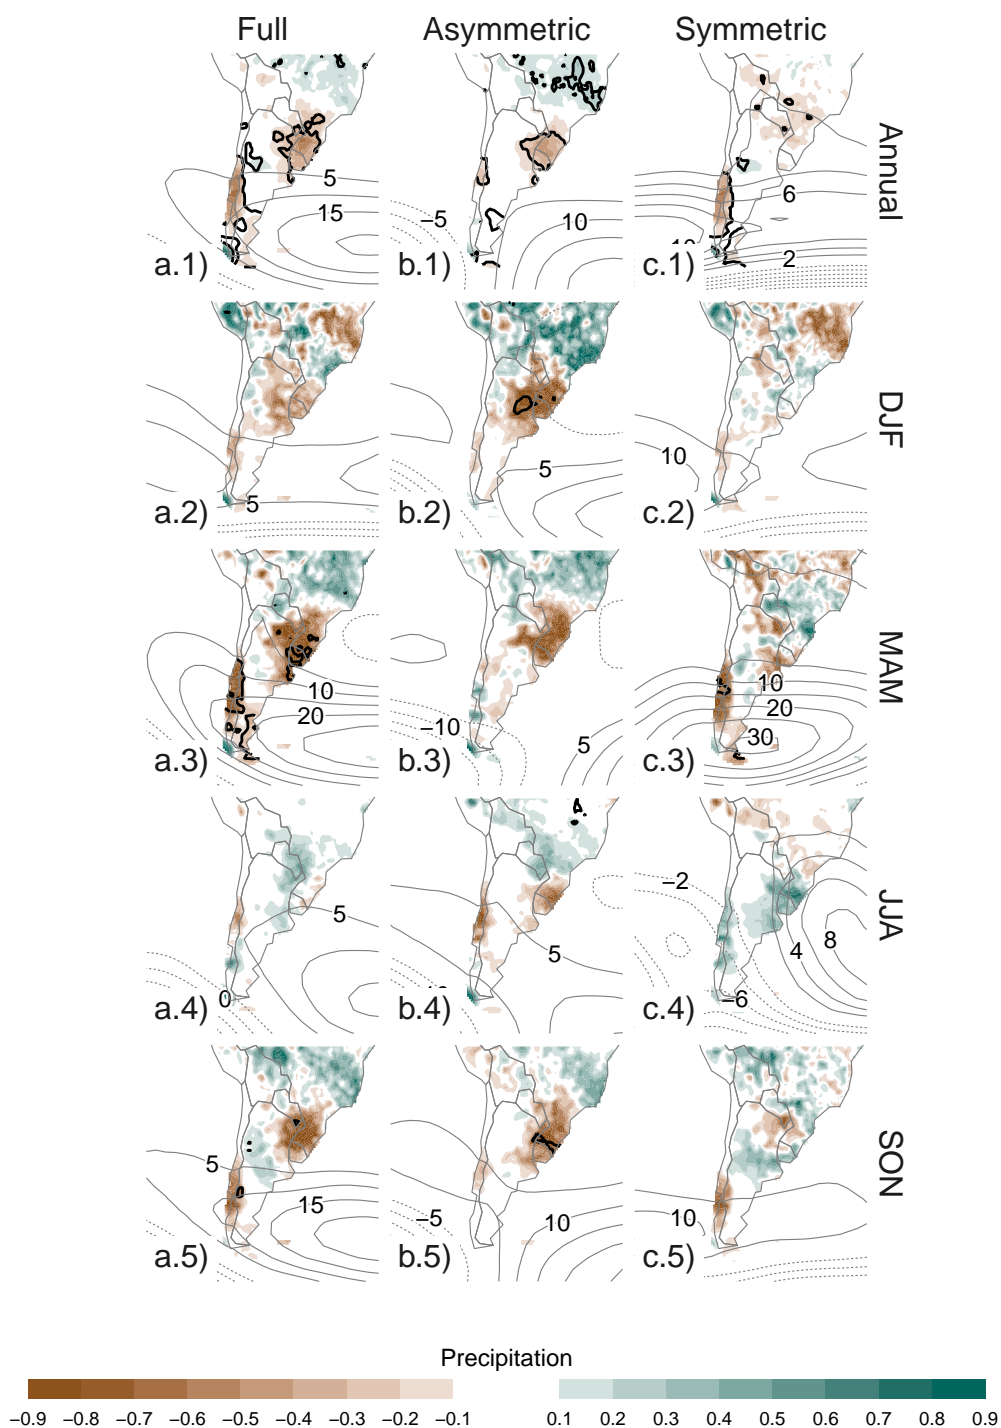 Full Asymmetric Symmetric
5
15
a.1)
−5
10
b.1)
6
2
c.1)
Annual
5
a.2)
5
b.2)
10
c.2)
DJF
10
20
a.3)
−10
5
b.3)
10
20
30
c.3)
MAM
5
0
a.4)
5
b.4)
−2
4
8
−6
c.4)
JJA
5
15
a.5)
−5
10
b.5)
10
c.5)
SON
Precipitation
−0.9 −0.8 −0.7 −0.6 −0.5 −0.4 −0.3 −0.2 −0.1 0.1 0.2 0.3 0.4 0.5 0.6 0.7 0.8 0.9